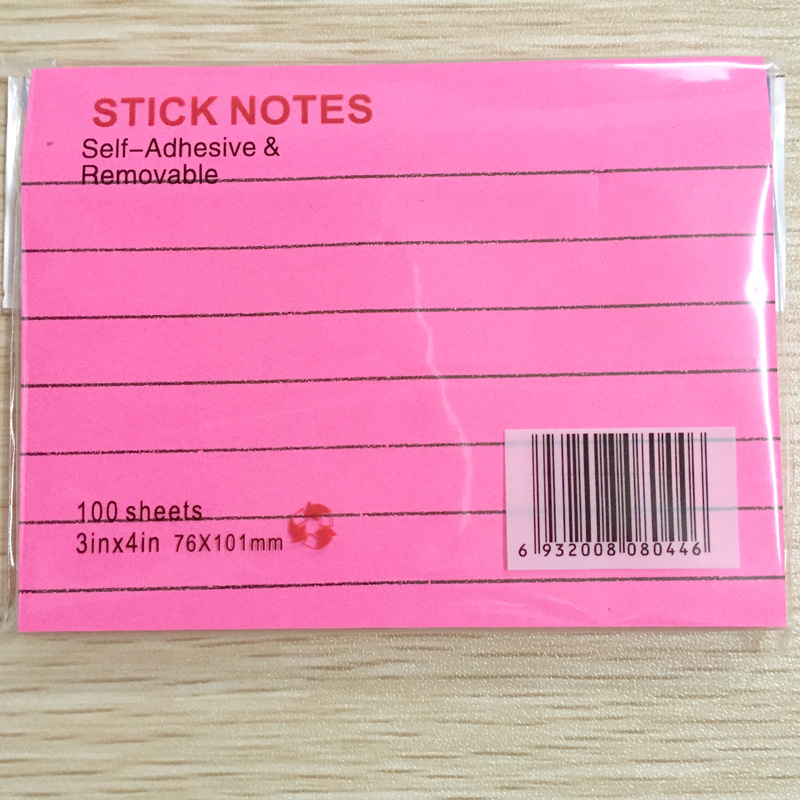 STICK NOTES
Self-Adhesive &
Removable
100 sheets
3inx4in 76X101mm
6 932008 080446